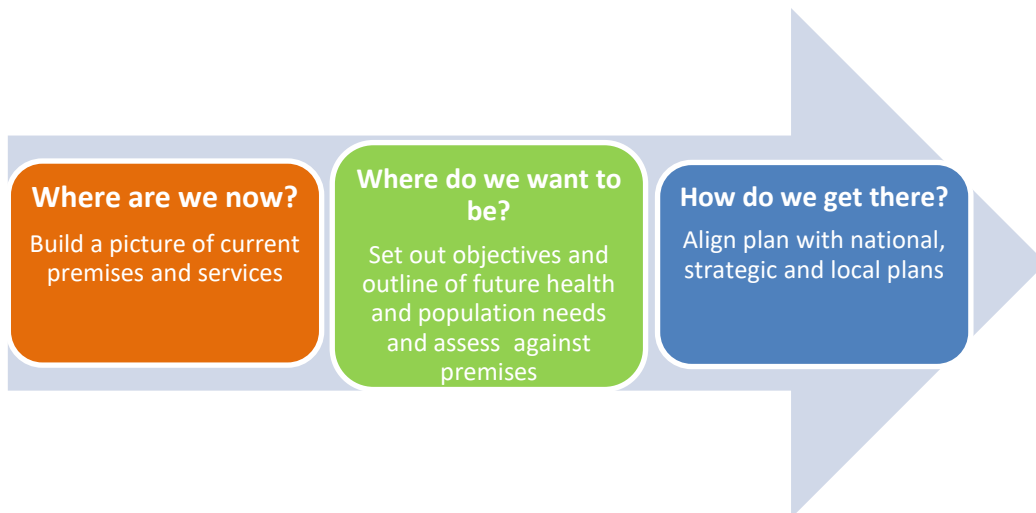 Where are we now?
Build a picture of current
premises and services
Where do we want to
be?
Set out objectives and
outline of future health
and population needs
and assess against
premises
How do we get there?
Align plan with national,
strategic and local plans